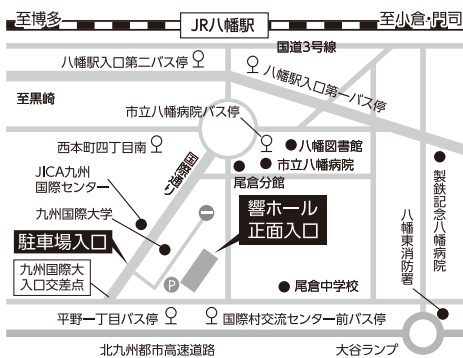 至博多
JR八幡駅
至小倉・門司
国道3号線
八幡駅入口第二バス停
八幡駅入口第一バス停
至黒崎
市立八幡病院バス停
西本町四丁目南
八幡図書館
市立八幡病院
尾倉分館
国際通り
JICA九州
国際センター
九州国際大学
響ホール
正面入口
駐車場入口
九州国際大
入口交差点
P
尾倉中学校
八幡東消防署
製鉄記念八幡病院
平野一丁目バス停
国際村交流センター前バス停
北九州都市高速道路
大谷ランプ